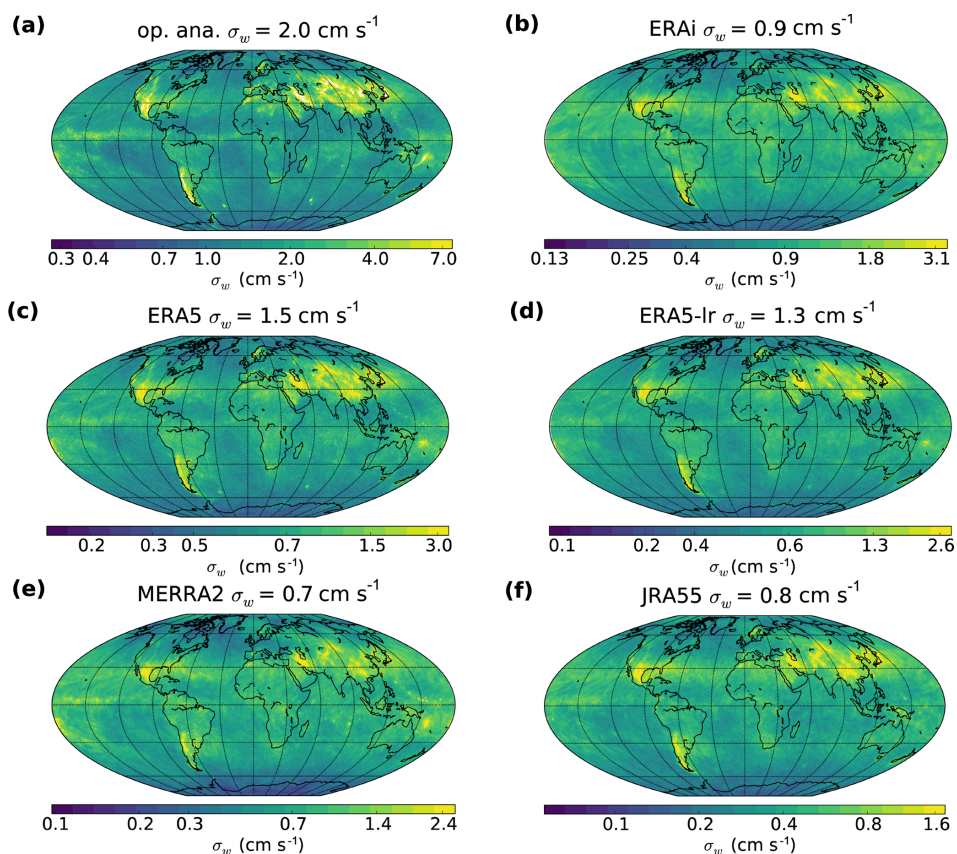 (a) op. ana. σw = 2.0 cm s-1
(b) ERAi σw = 0.9 cm s-1
0.3 0.4 0.7 1.0 2.0 4.0 7.0
σw (cm s-1)
0.13 0.25 0.4 0.9 1.8 3.1
σw (cm s-1)
(c) ERA5 σw = 1.5 cm s-1
(d) ERA5-lr σw = 1.3 cm s-1
0.2 0.3 0.5 0.7 1.5 3.0
σw (cm s-1)
0.1 0.2 0.4 0.6 1.3 2.6
σw (cm s-1)
(e) MERRA2 σw = 0.7 cm s-1
(f) JRA55 σw = 0.8 cm s-1
0.1 0.2 0.3 0.7 1.4 2.4
σw (cm s-1)
0.1 0.2 0.4 0.8 1.6
σw (cm s-1)